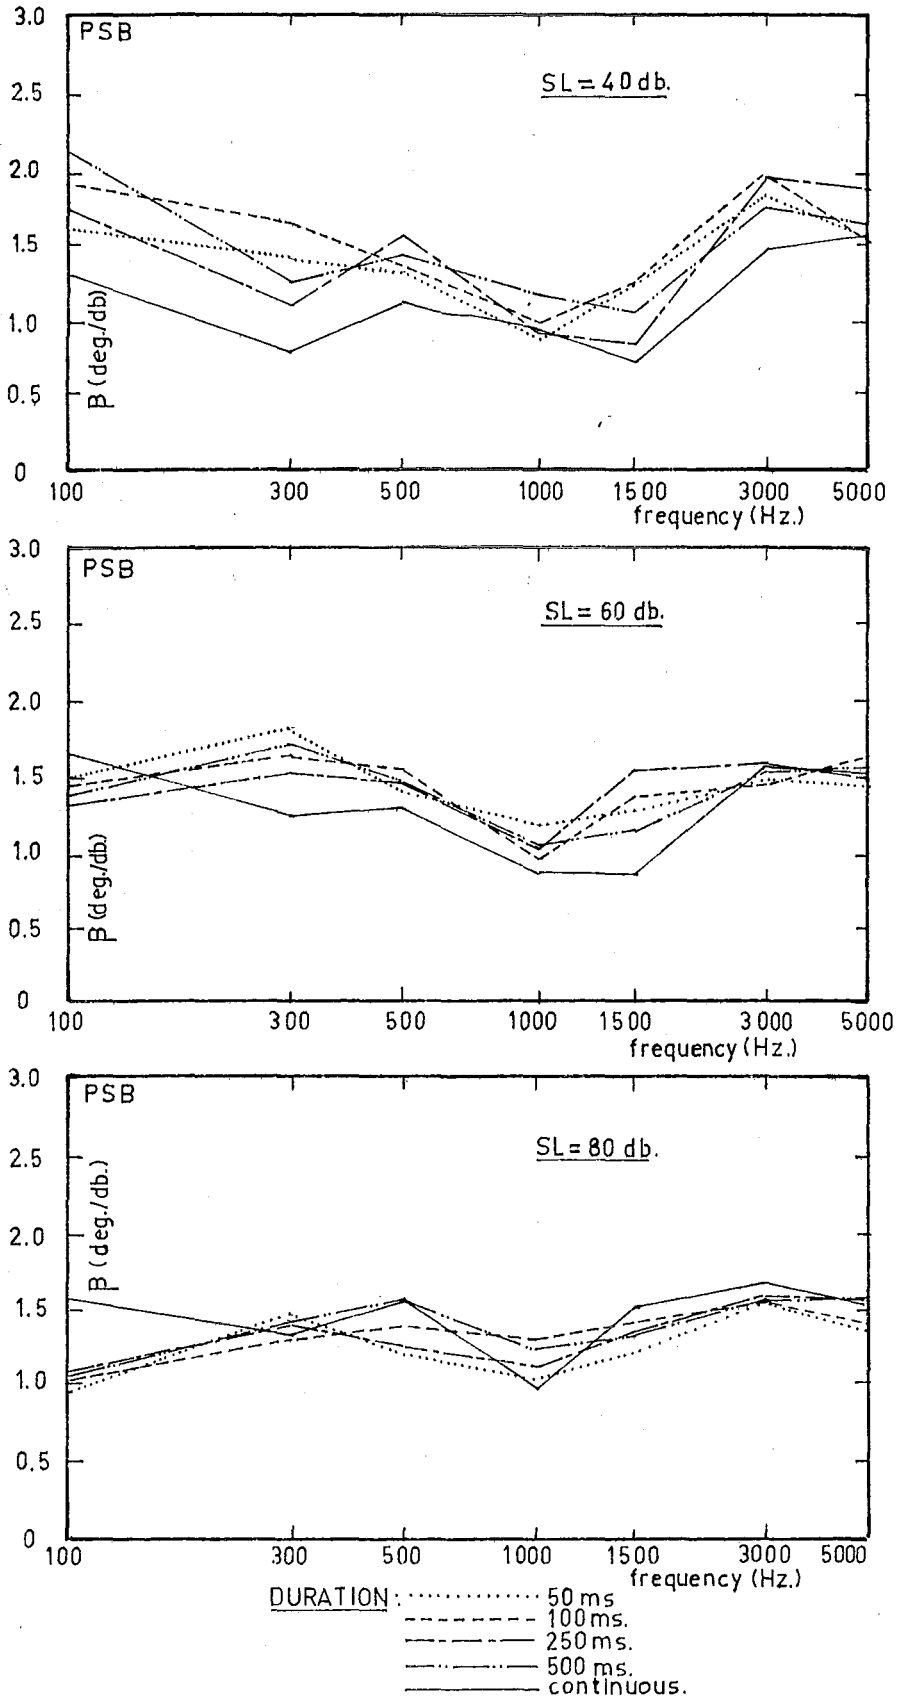 3.0
PSB
SL = 40 db.
2.5
2.0
1.5
1.0
0.5
0
β (deg./db)
100 300 500 1000 1500 3000 5000
frequency (Hz.)
3.0
PSB
SL = 60 db.
2.5
2.0
1.5
1.0
0.5
0
β (deg./db.)
100 300 500 1000 1500 3000 5000
frequency (Hz.)
3.0
PSB
SL = 80 db.
2.5
2.0
1.5
1.0
0.5
0
β (deg./db.)
100 300 500 1000 1500 3000 5000
frequency (Hz.)
DURATION : 50 ms
100 ms.
250 ms.
500 ms.
continuous.